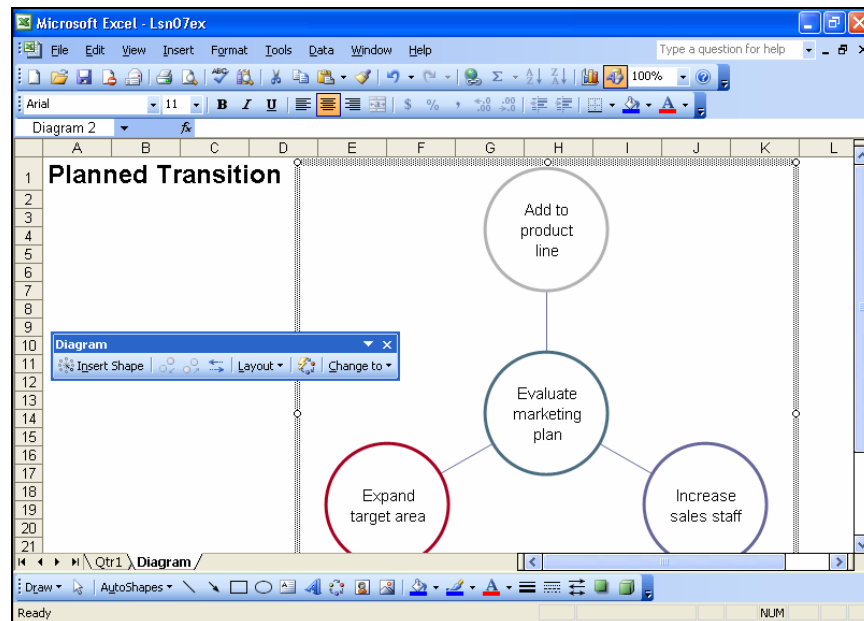 Microsoft Excel - Lsn07ex
File Edit View Insert Format Tools Data Window Help Type a question for help
100%
Arial 11 B I U $ % ,
Diagram 2 fx
A B C D E F G H I J K L
1 Planned Transition
2
3
4
5
6
7
8
9
10
11
12
13
14
15
16
17
18
19
20
21
Add to
product
line
Diagram
Insert Shape Layout Change to
Evaluate
marketing
plan
Expand
target area
Increase
sales staff
Qtr1 Diagram
Draw AutoShapes
Ready NUM